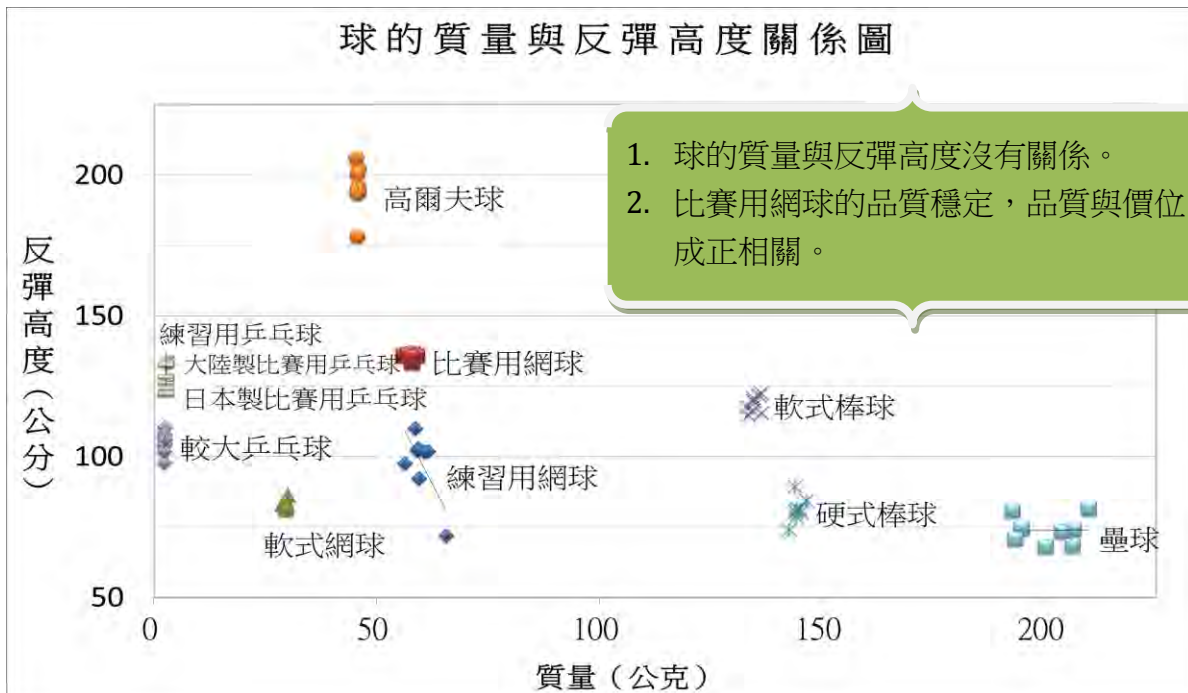 球的質量與反彈高度關係圖
1. 球的質量與反彈高度沒有關係。
2. 比賽用網球的品質穩定，品質與價位
成正相關。
反彈高度（公分）
200
150
100
50
高爾夫球
練習用乒乓球
大陸製比賽用乒乓球
比賽用網球
日本製比賽用乒乓球
軟式棒球
較大乒乓球
練習用網球
硬式棒球
軟式網球
壘球
0 50 100 150 200
質量（公克）